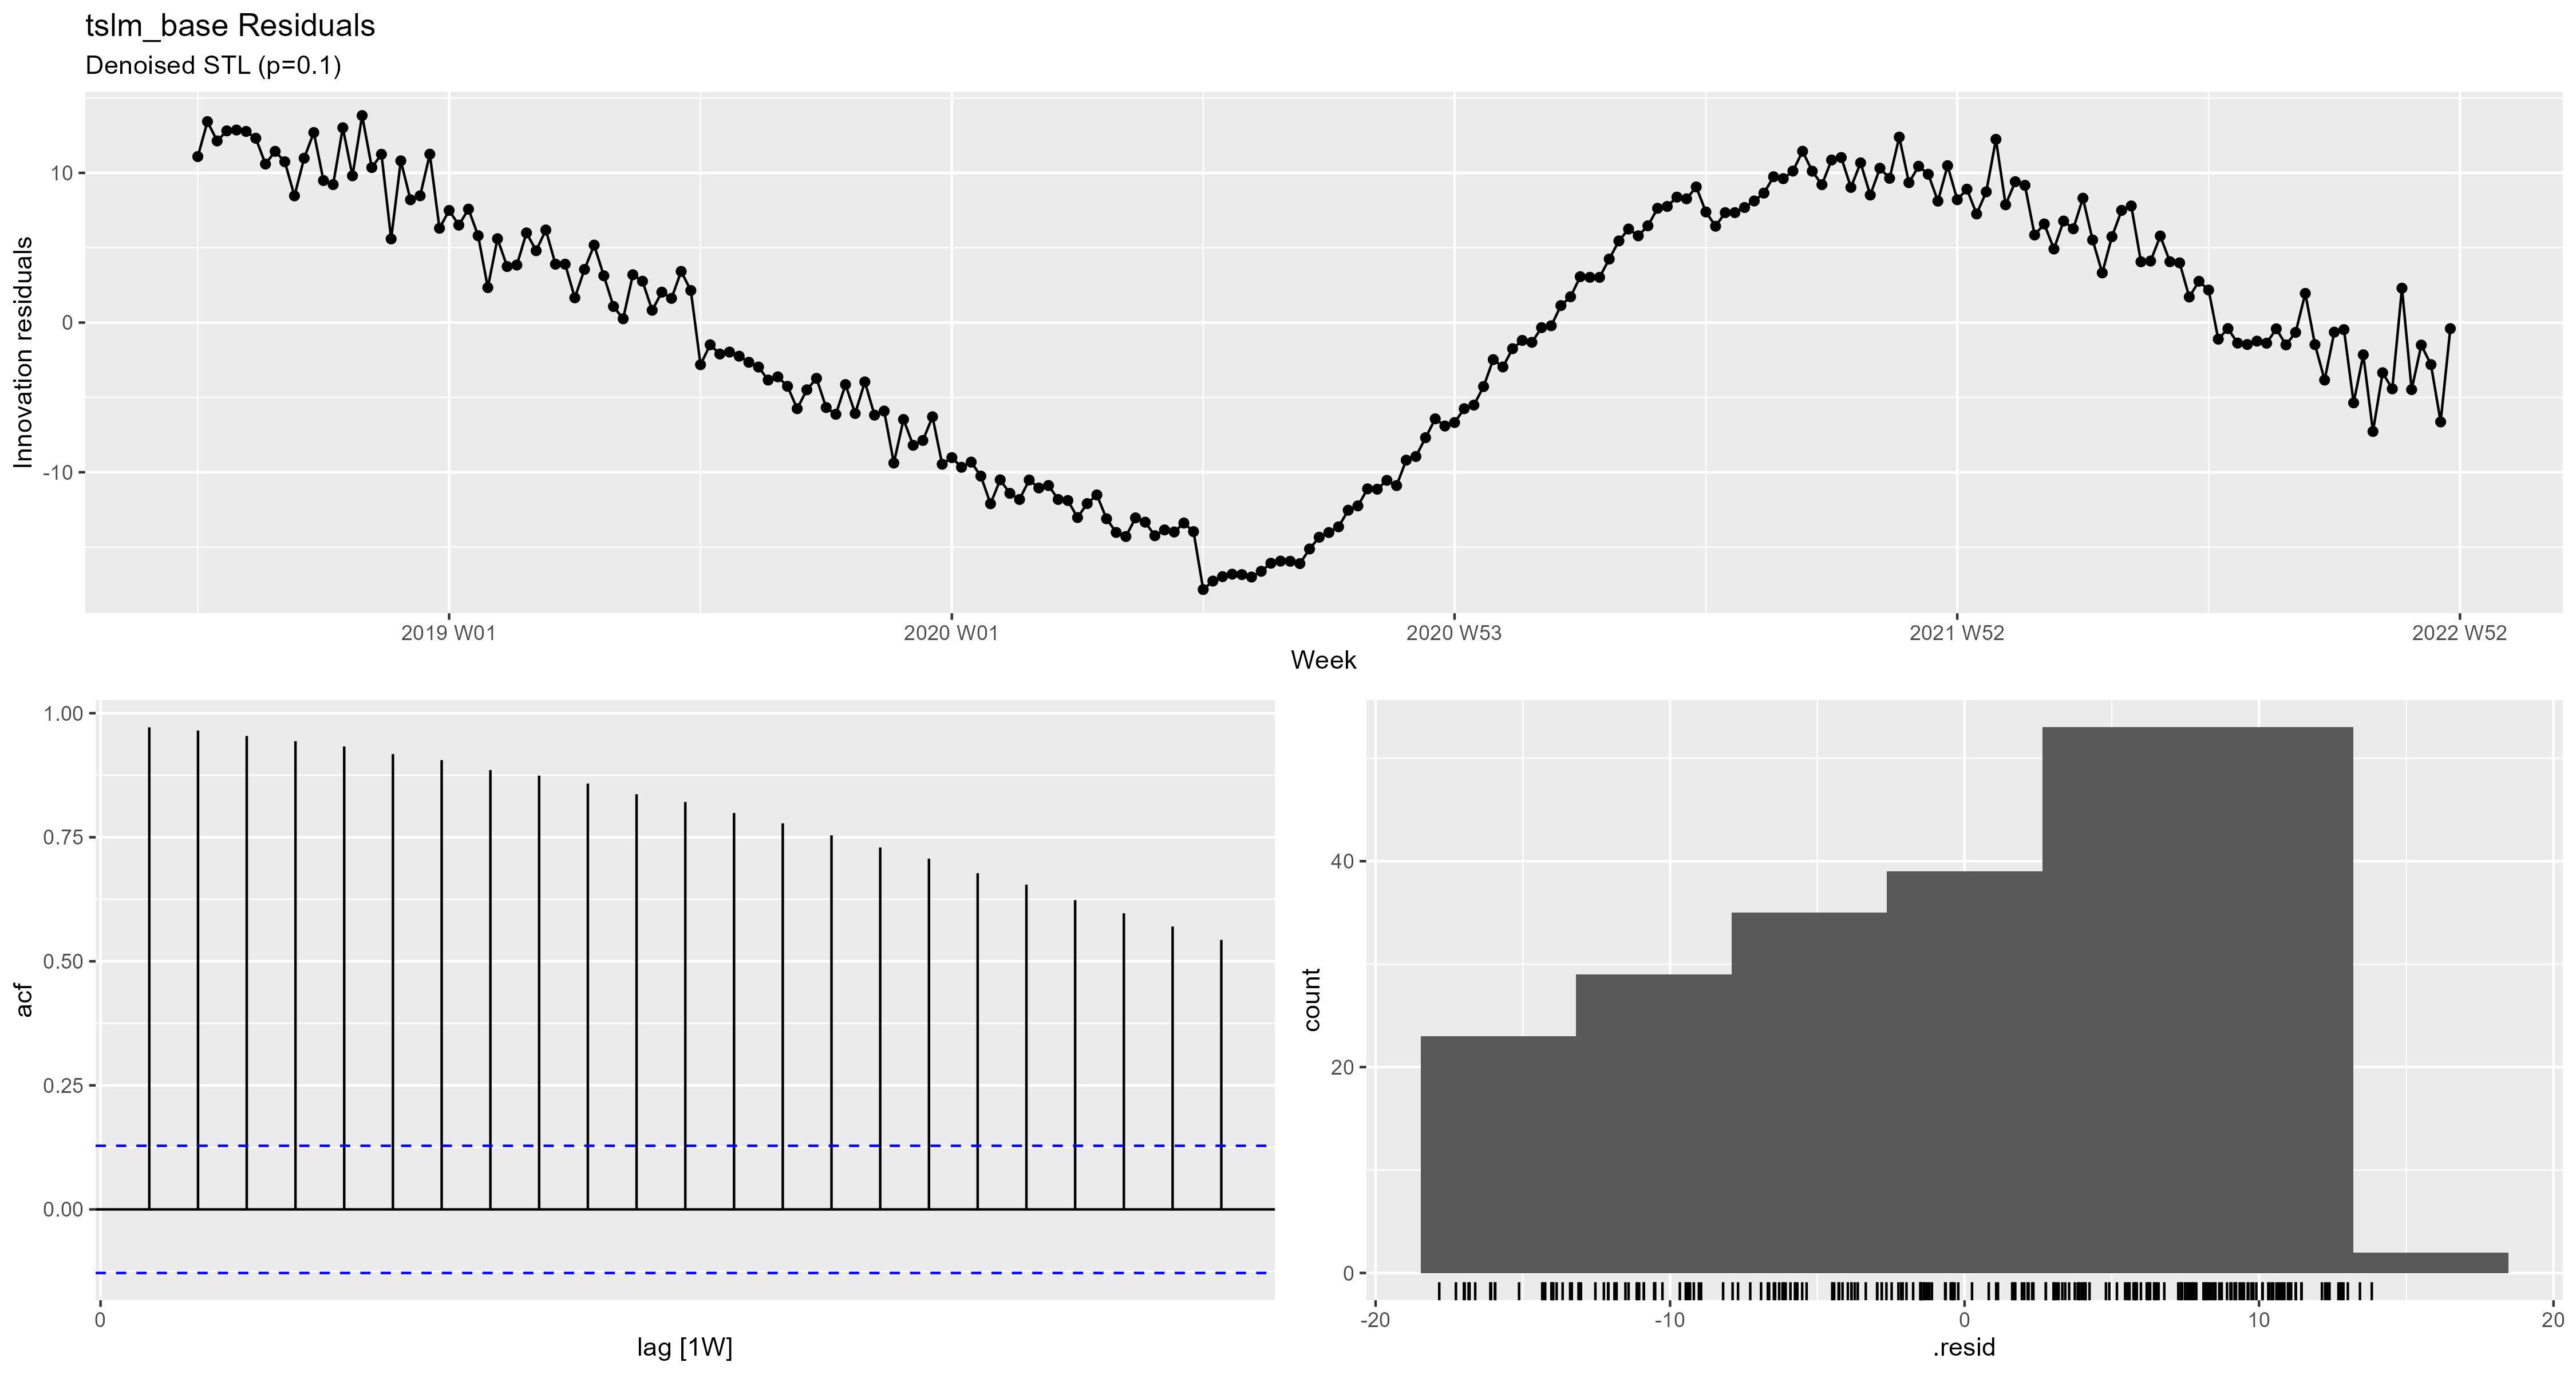 tslm_base Residuals
Denoised STL (p=0.1)
Innovation residuals
10
0
-10
2019 W01
2020 W01
2020 W53
2021 W52
2022 W52
Week
acf
1.00
0.75
0.50
0.25
0.00
0
lag [1W]
count
40
20
0
-20
-10
0
10
20
.resid